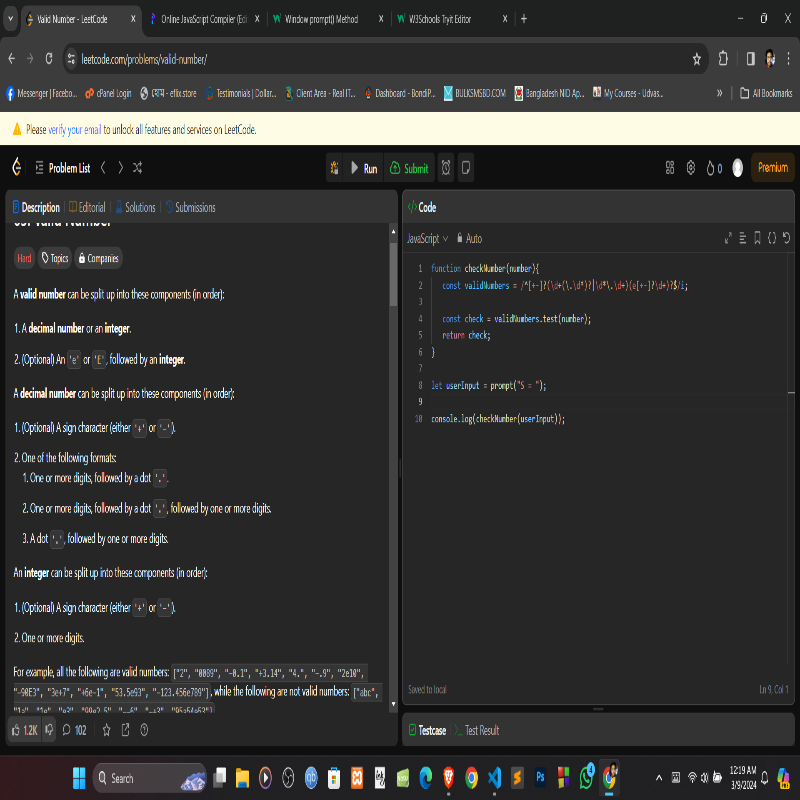 Valid Number - LeetCode
Online JavaScript Compiler (Edi
Window prompt() Method
W3Schools Tryit Editor
leetcode.com/problems/valid-number/
Messenger | Faceboo...
cPanel Login
হোম - eflix.store
Testimonials | Dollar...
Client Area - Real IT...
Dashboard - BondiP...
BULKSMSBD.COM
Bangladesh NID Ap...
My Courses - Udvas...
»
All Bookmarks
Please verify your email to unlock all features and services on LeetCode.
Problem List
Run
Submit
0
Premium
Description
Editorial
Solutions
Submissions
65. Valid Number
Hard
Topics
Companies
A valid number can be split up into these components (in order):
1. A decimal number or an integer.
2. (Optional) An 'e' or 'E', followed by an integer.
A decimal number can be split up into these components (in order):
1. (Optional) A sign character (either '+' or '-').
2. One of the following formats:
1. One or more digits, followed by a dot '.'.
2. One or more digits, followed by a dot '.', followed by one or more digits.
3. A dot '.', followed by one or more digits.
An integer can be split up into these components (in order):
1. (Optional) A sign character (either '+' or '-').
2. One or more digits.
For example, all the following are valid numbers: ["2", "0089", "-0.1", "+3.14", "4.", "-.9", "2e10",
"-90E3", "3e+7", "+6e-1", "53.5e93", "-123.456e789"], while the following are not valid numbers: ["abc",
"1a", "1e", "e3", "99e2.5", "--6", "-+3", "95a54e53"]
1.2K
102
Code
JavaScript
Auto
1 function checkNumber(number){
2 const validNumbers = /^[+-]?(\d+(\.\d*)?|\d*\.\d+)(e[+-]?\d+)?$/i;
3
4 const check = validNumbers.test(number);
5 return check;
6 }
7
8 let userInput = prompt("S = ");
9
10 console.log(checkNumber(userInput));
Saved to local
Ln 9, Col 1
Testcase
Test Result
Search
12:19 AM
3/9/2024